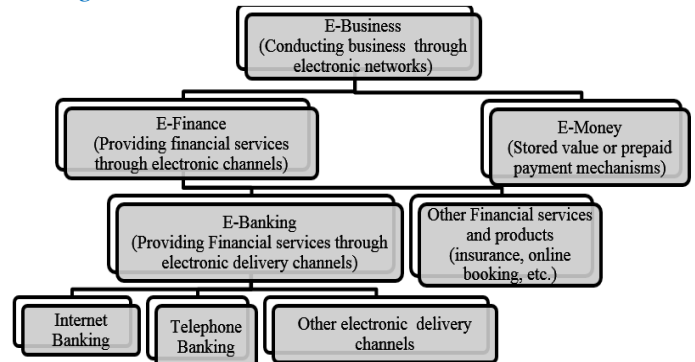 E-Business
(Conducting business through
electronic networks)
E-Finance
(Providing financial services
through electronic channels)
E-Money
(Stored value or prepaid
payment mechanisms)
E-Banking
(Providing Financial services through
electronic delivery channels)
Other Financial services
and products
(insurance, online
booking, etc.)
Internet
Banking
Telephone
Banking
Other electronic delivery
channels